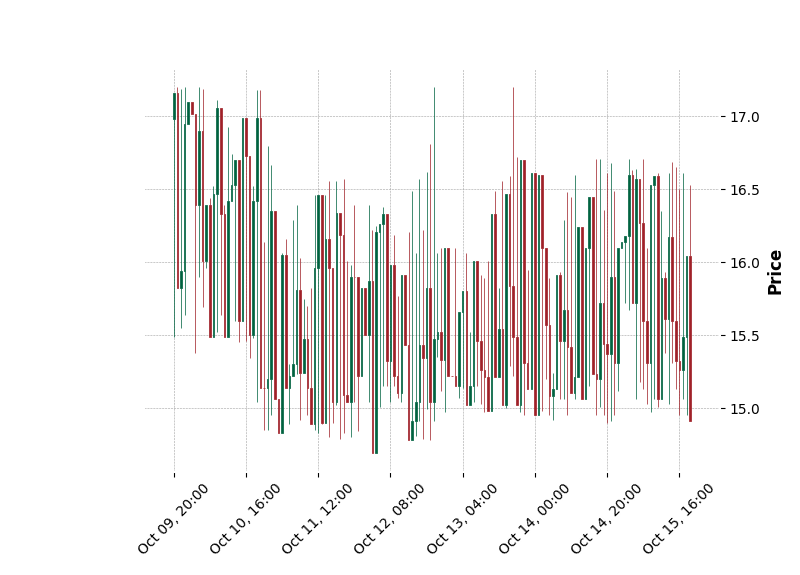 17.0
16.5
16.0
15.5
15.0
Price
Oct 09, 20:00
Oct 10, 16:00
Oct 11, 12:00
Oct 12, 08:00
Oct 13, 04:00
Oct 14, 00:00
Oct 14, 20:00
Oct 15, 16:00